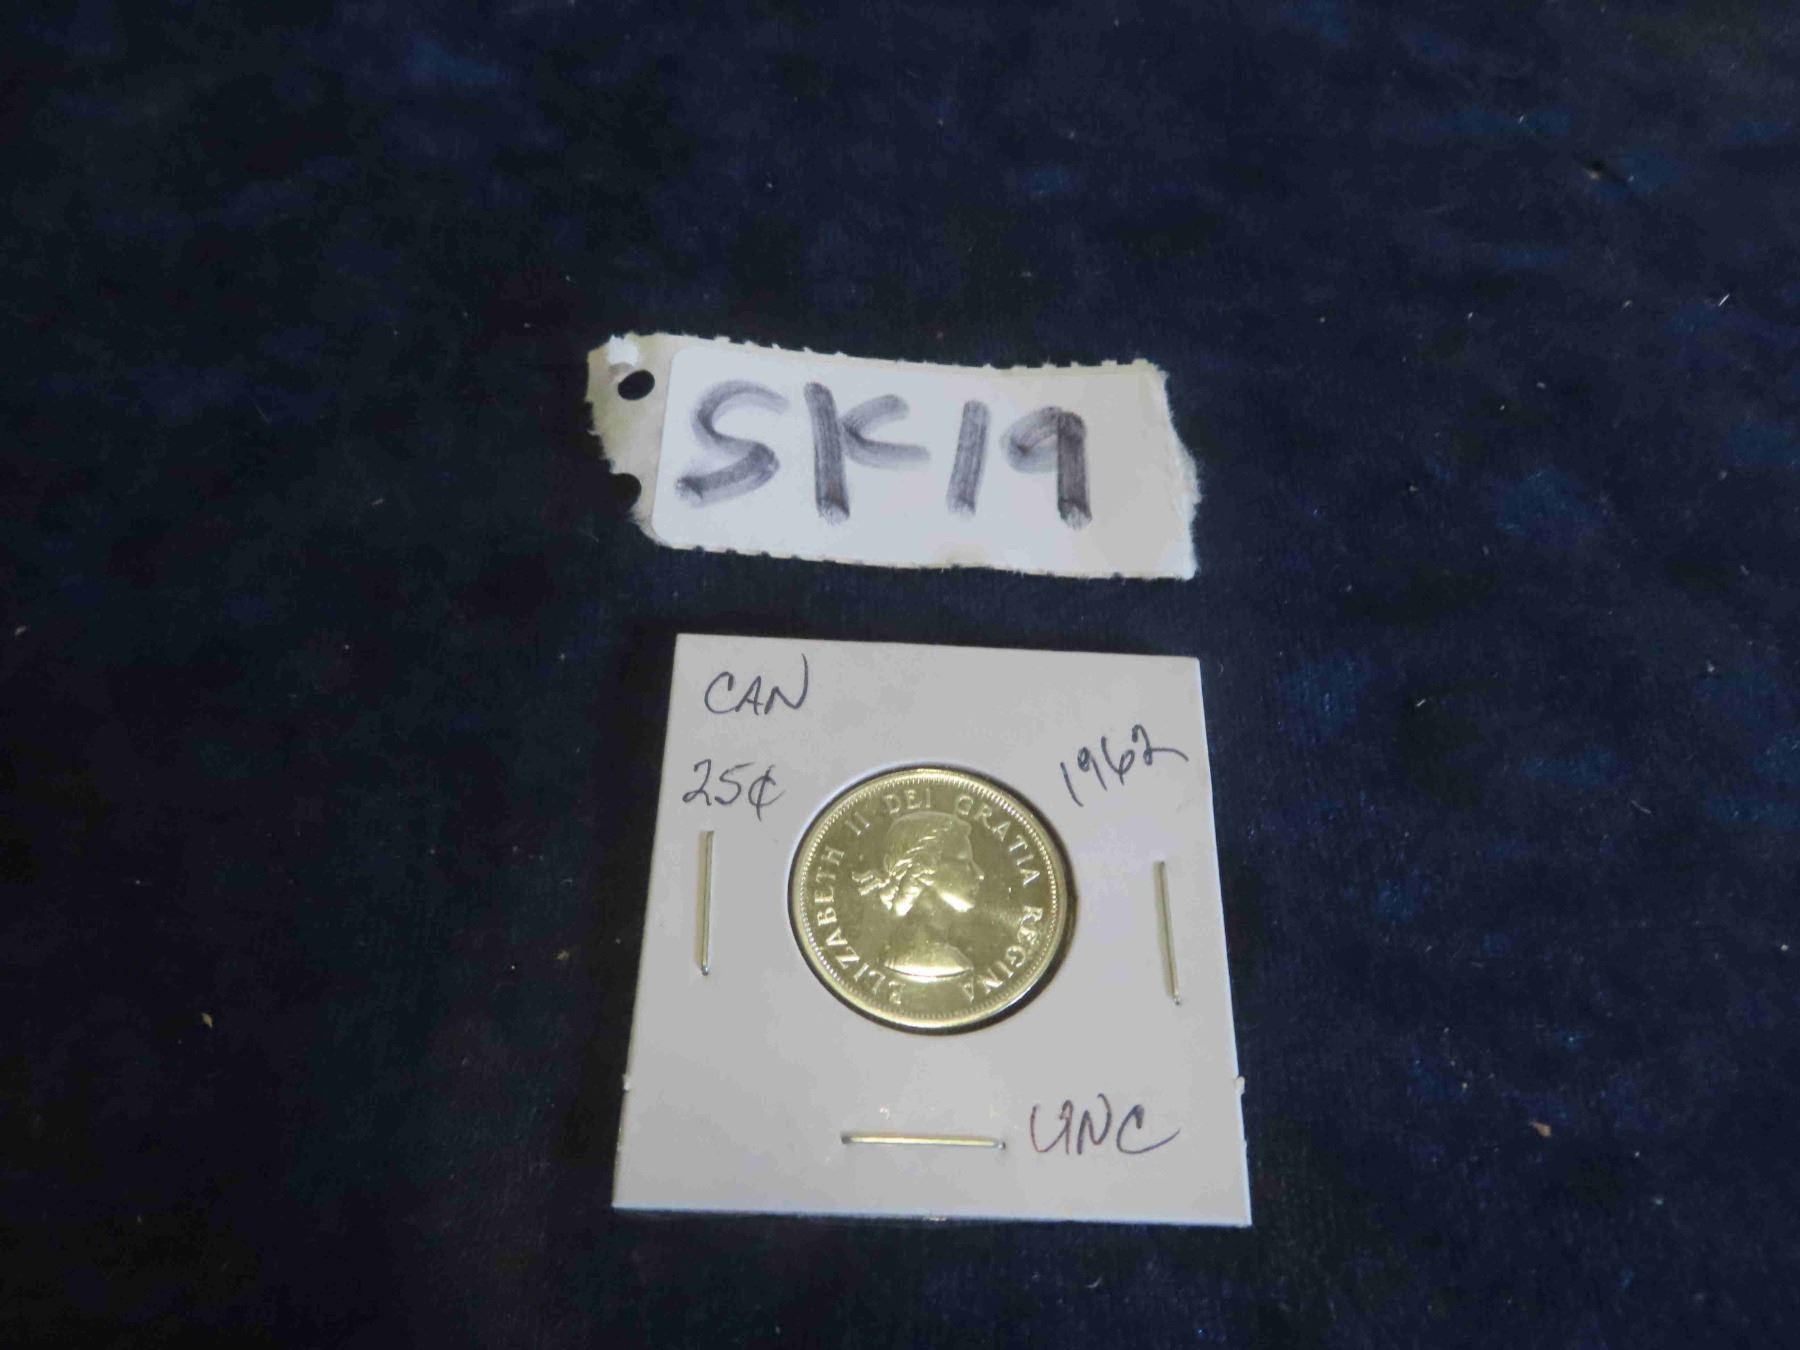 SK19
CAN
25¢
1962
ELIZABETH II DEI GRATIA REGINA
UNC